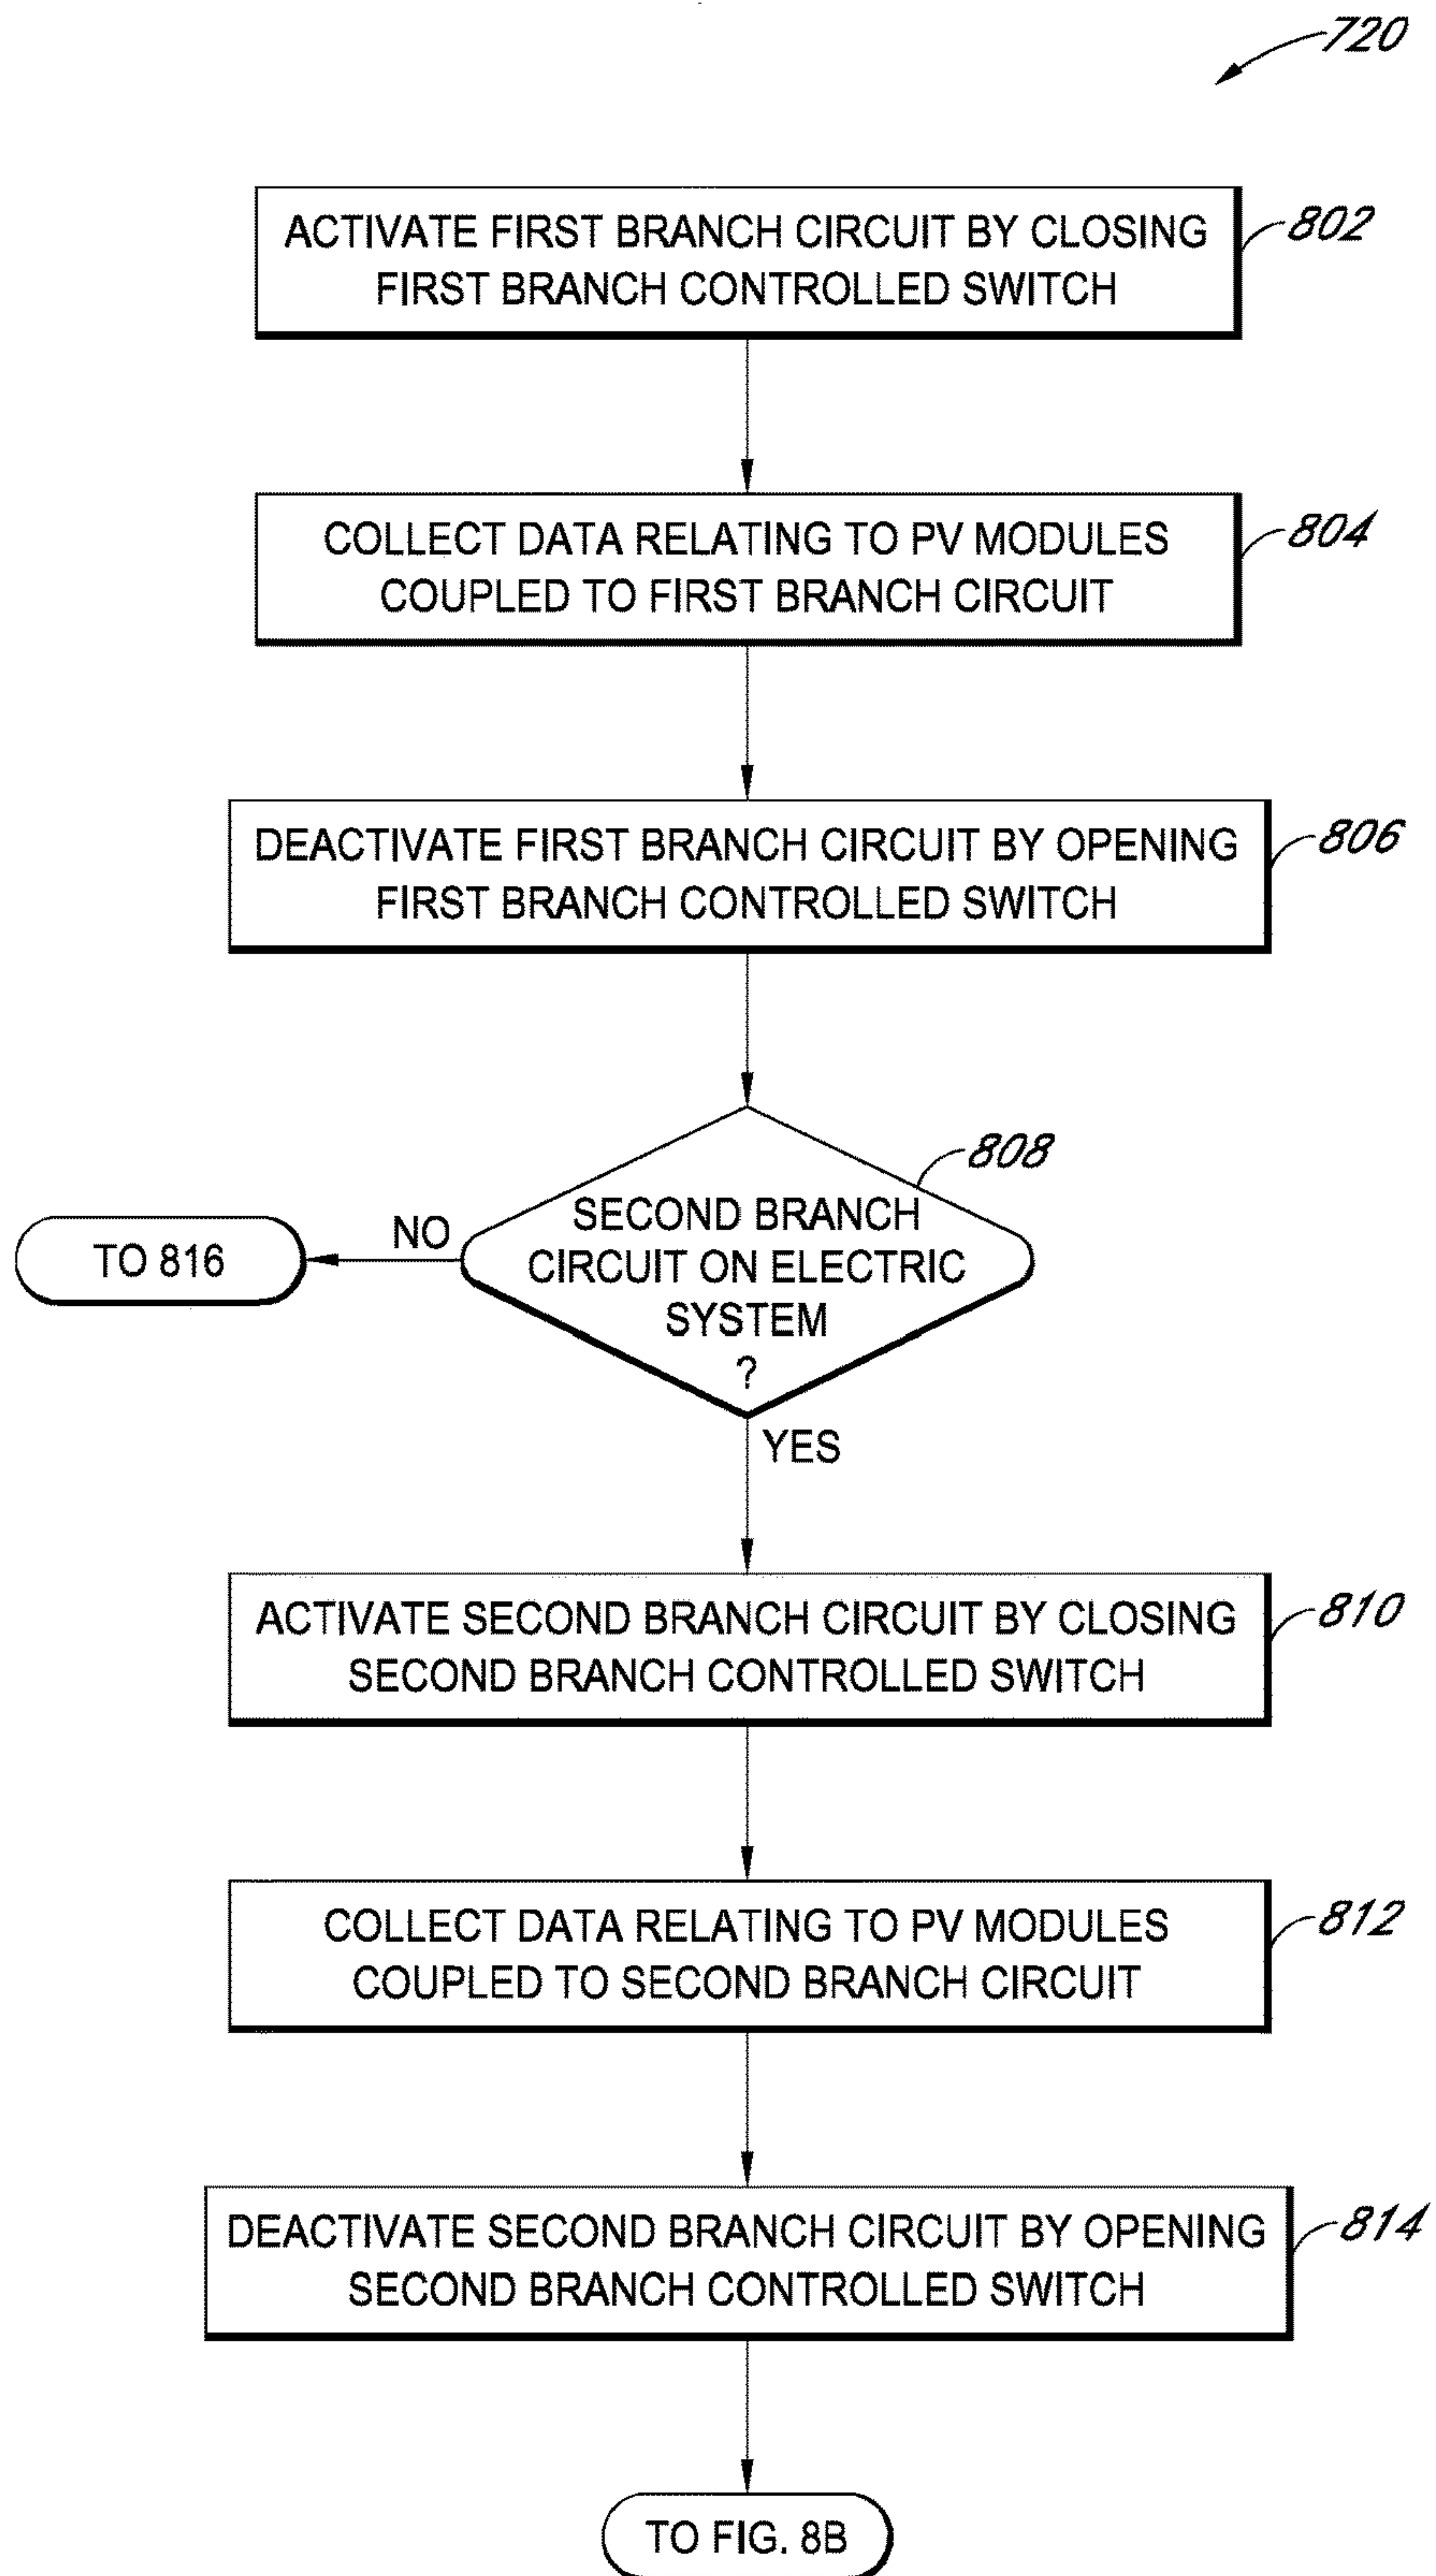 720
ACTIVATE FIRST BRANCH CIRCUIT BY CLOSING
FIRST BRANCH CONTROLLED SWITCH
802
COLLECT DATA RELATING TO PV MODULES
COUPLED TO FIRST BRANCH CIRCUIT
804
DEACTIVATE FIRST BRANCH CIRCUIT BY OPENING
FIRST BRANCH CONTROLLED SWITCH
806
808
SECOND BRANCH
CIRCUIT ON ELECTRIC
SYSTEM
?
NO
TO 816
YES
ACTIVATE SECOND BRANCH CIRCUIT BY CLOSING
SECOND BRANCH CONTROLLED SWITCH
810
COLLECT DATA RELATING TO PV MODULES
COUPLED TO SECOND BRANCH CIRCUIT
812
DEACTIVATE SECOND BRANCH CIRCUIT BY OPENING
SECOND BRANCH CONTROLLED SWITCH
814
TO FIG. 8B